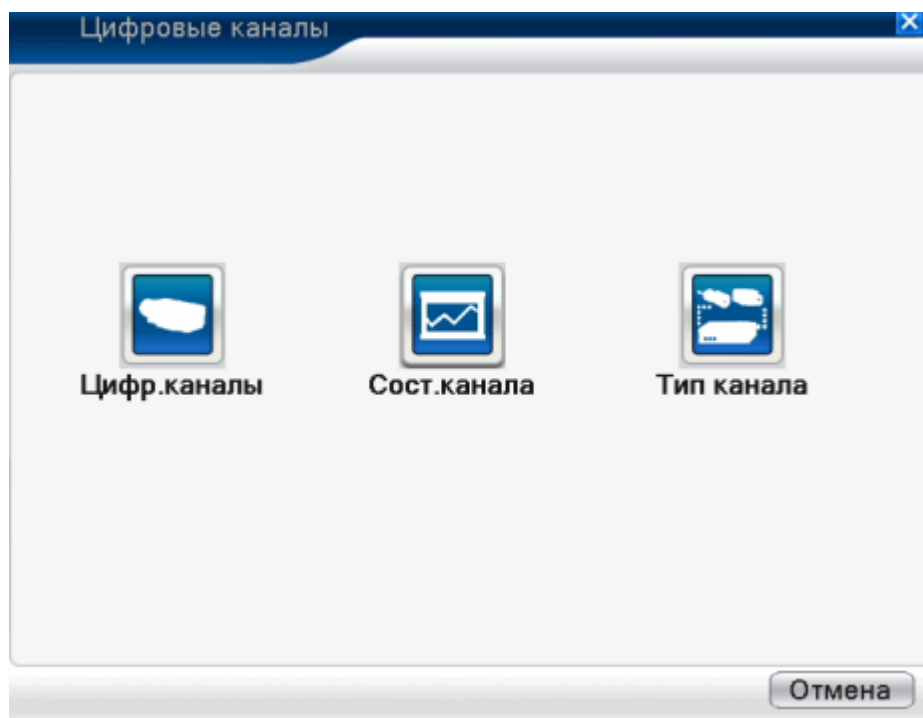 Цифровые каналы
Цифр.каналы
Сост.канала
Тип канала
Отмена